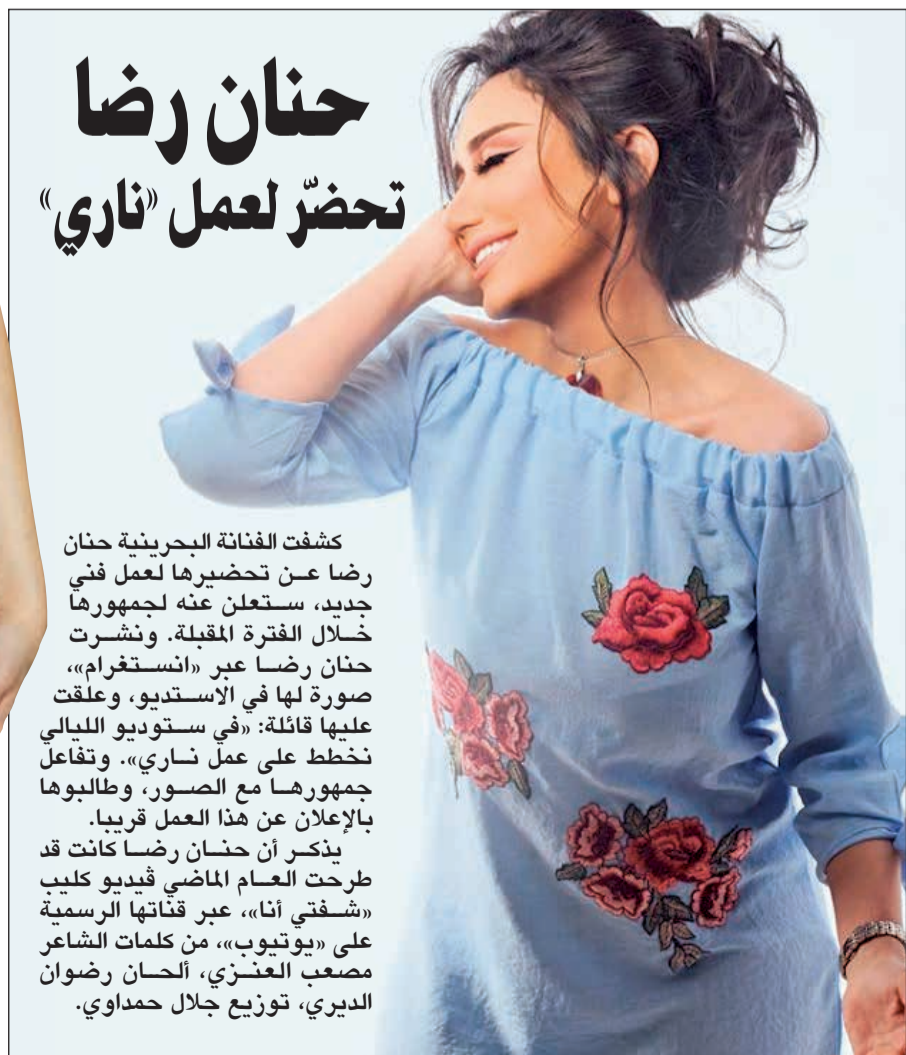 حنان رضا
تحضّر لعمل «ناري»
كشفت الفنانة البحرينية حنان
رضا عن تحضيرها لعمل فني
جديد، ستعلن عنه لجمهورها
خلال الفترة المقبلة. ونشرت
حنان رضا عبر «انستغرام»،
صورة لها في الاستديو، وعلقت
عليها قائلة: «في ستوديو الليالي
نخطط على عمل ناري». وتفاعل
جمهورها مع الصور، وطالبوها
بالإعلان عن هذا العمل قريبا.
يذكر أن حنان رضا كانت قد
طرحت العام الماضي ڤيديو كليب
«شفتي أنا»، عبر قناتها الرسمية
على «يوتيوب»، من كلمات الشاعر
مصعب العنزي، ألحان رضوان
الديري، توزيع جلال حمداوي.